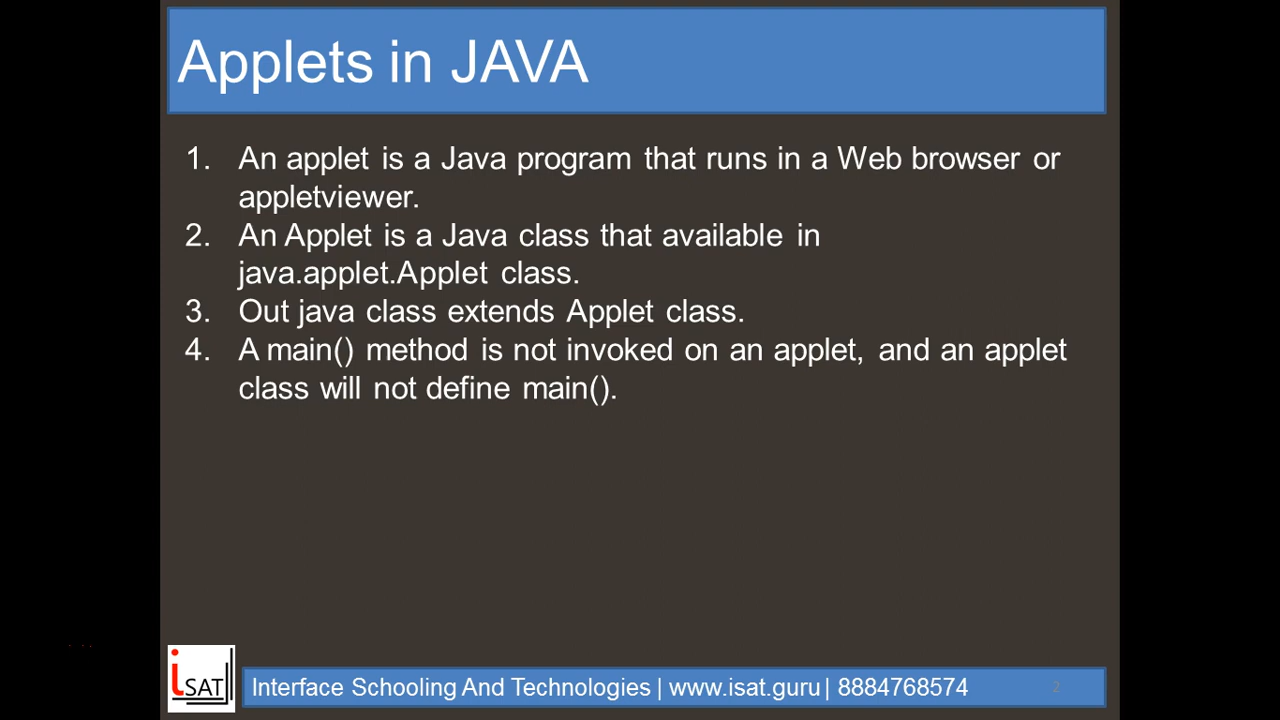 Applets in JAVA
1. An applet is a Java program that runs in a Web browser or
appletviewer.
2. An Applet is a Java class that available in
java.applet.Applet class.
3. Out java class extends Applet class.
4. A main() method is not invoked on an applet, and an applet
class will not define main().
iSAT
Interface Schooling And Technologies | www.isat.guru | 8884768574
2